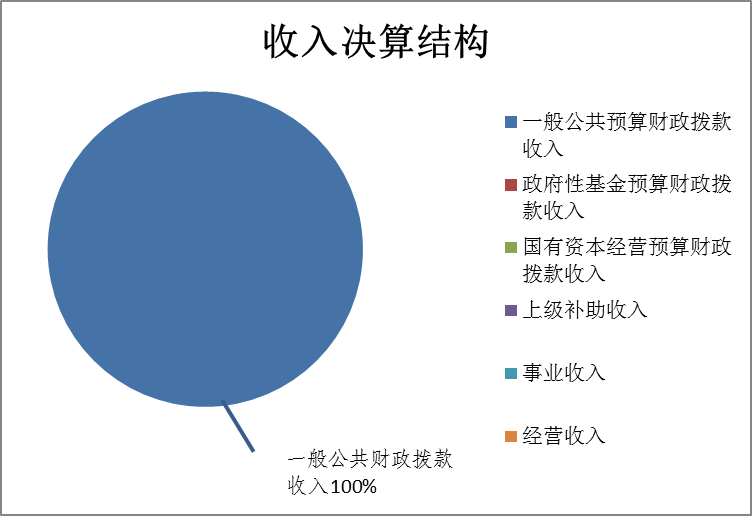 收入决算结构
一般公共预算财政拨款
收入
政府性基金预算财政拨
款收入
国有资本经营预算财政
拨款收入
上级补助收入
事业收入
经营收入
一般公共财政拨款
收入100%